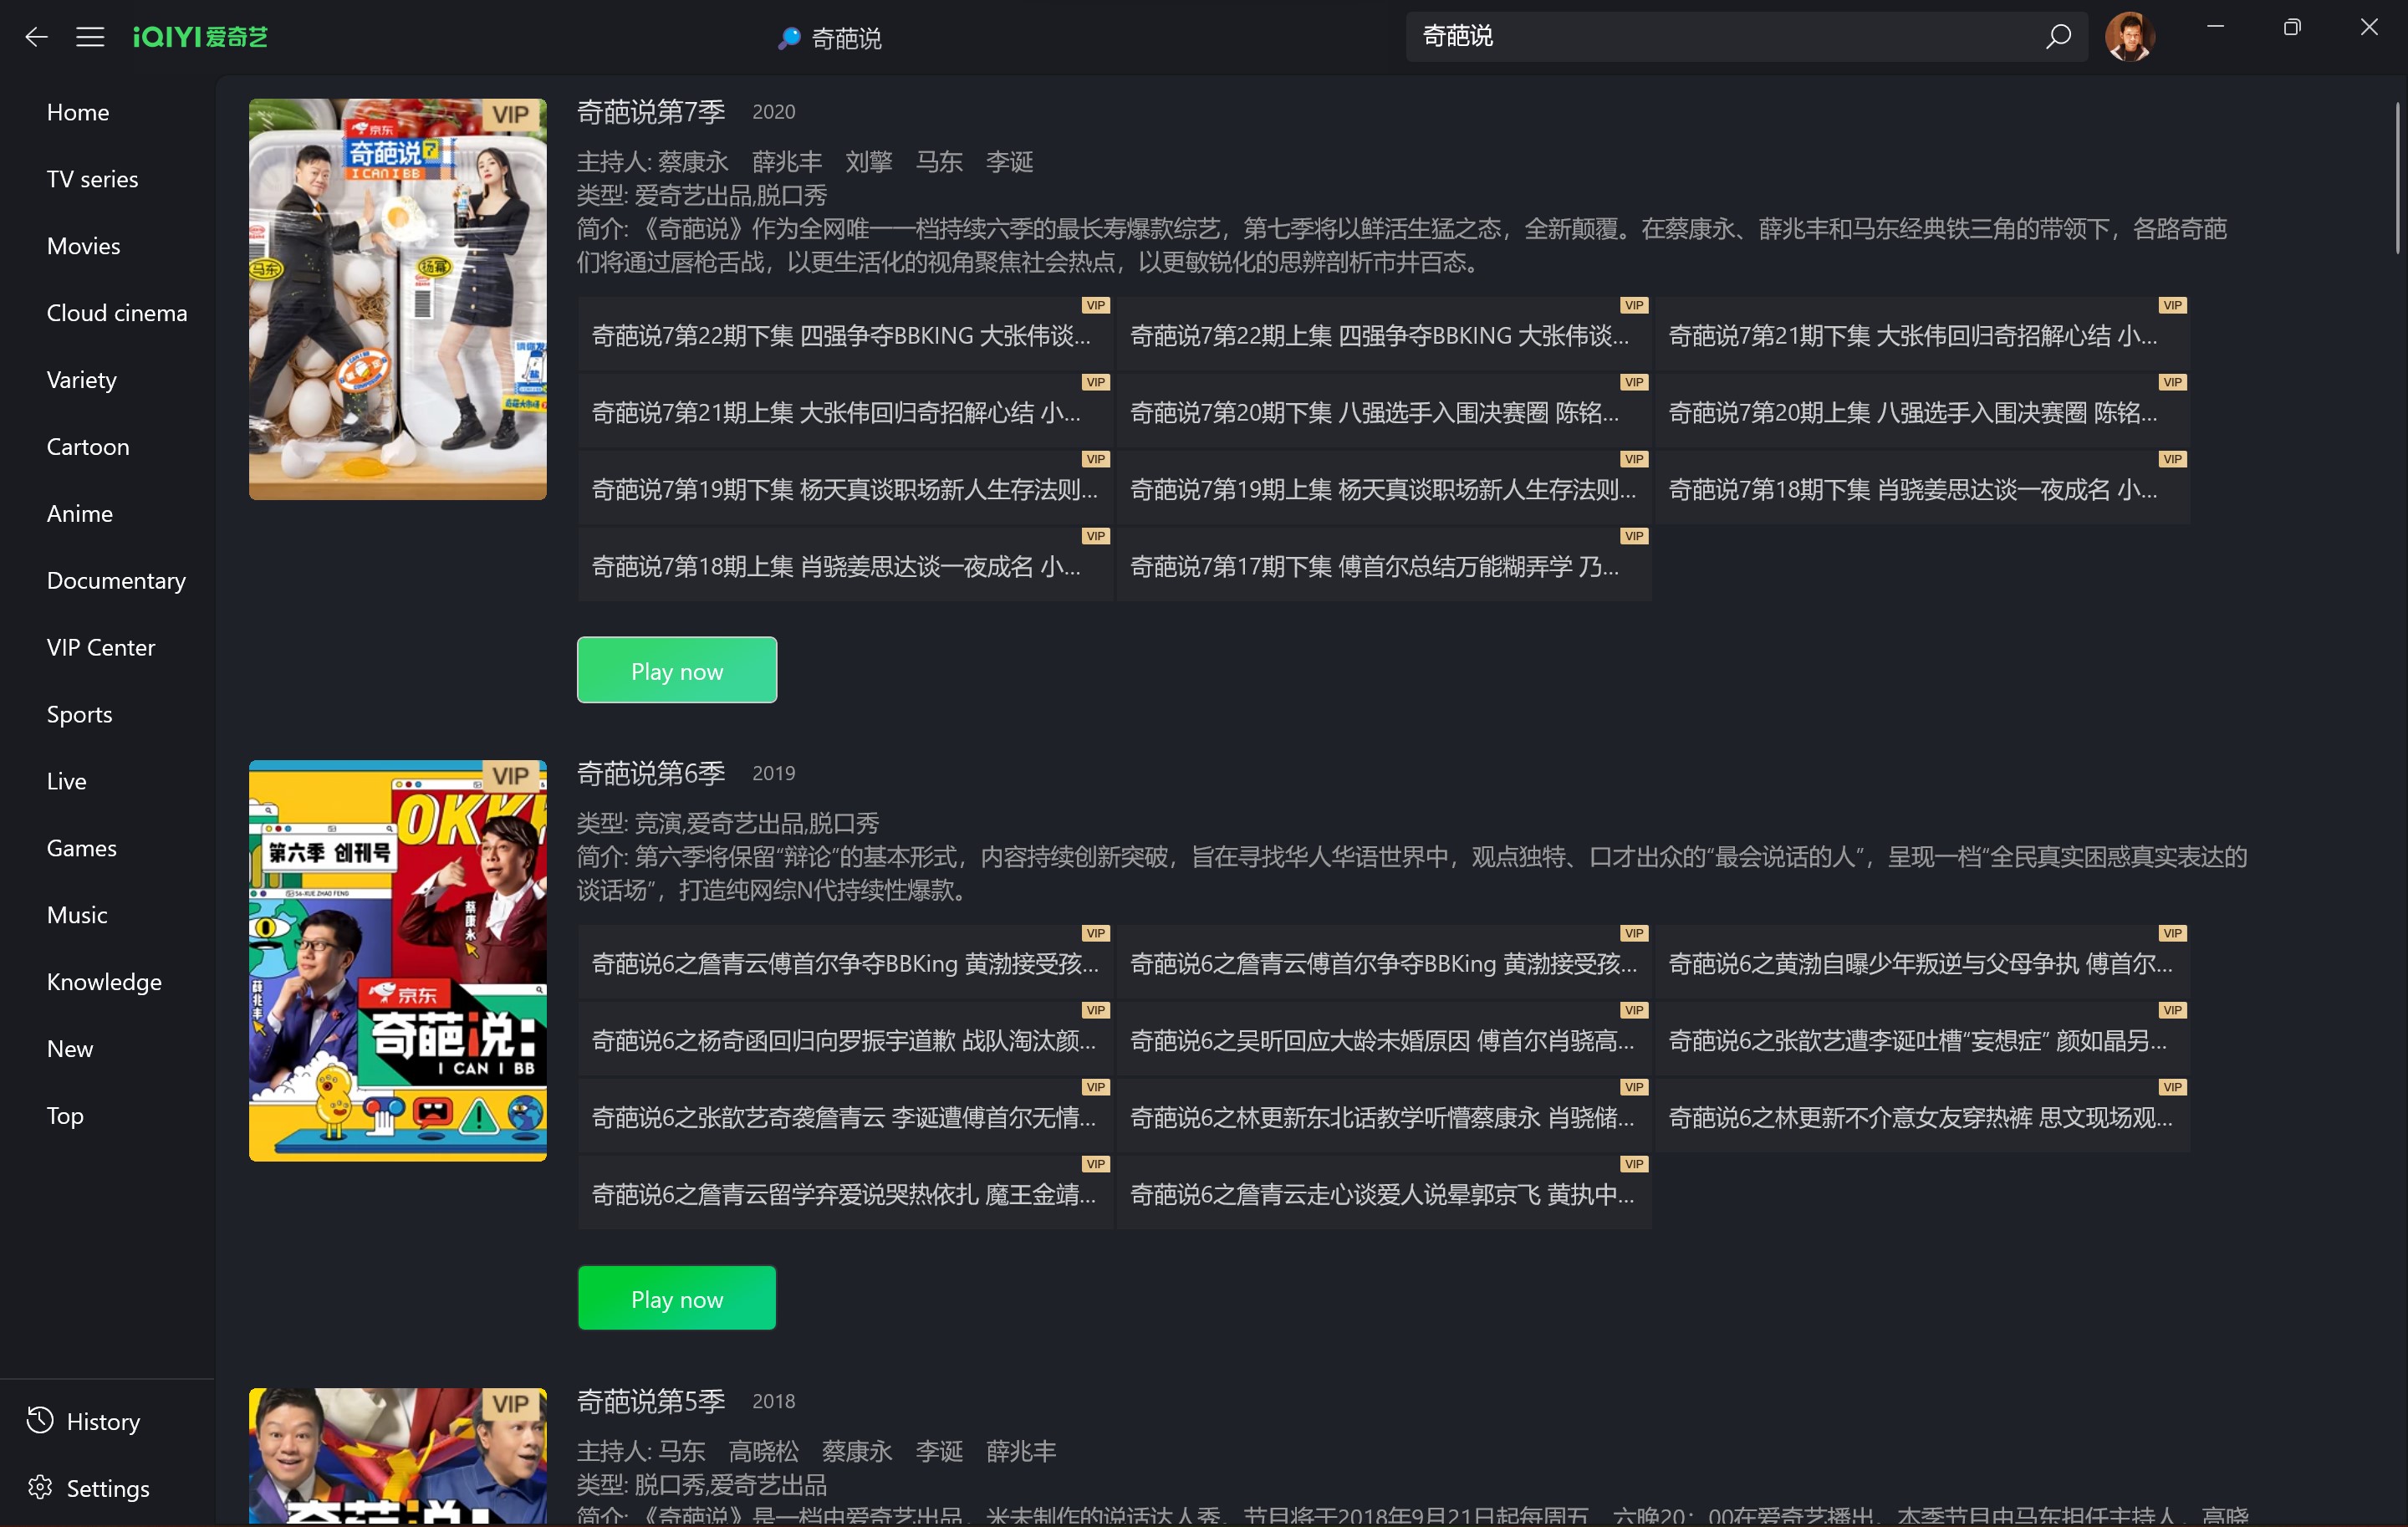 iQIYI 爱奇艺
奇葩说
奇葩说
Home
TV series
Movies
Cloud cinema
Variety
Cartoon
Anime
Documentary
VIP Center
Sports
Live
Games
Music
Knowledge
New
Top
History
Settings
VIP
京东
奇葩说7
I CAN I BB
马东
杨幂
奇葩说第7季 2020
主持人: 蔡康永 薛兆丰 刘擎 马东 李诞
类型: 爱奇艺出品,脱口秀
简介: 《奇葩说》作为全网唯一一档持续六季的最长寿爆款综艺，第七季将以鲜活生猛之态，全新颠覆。在蔡康永、薛兆丰和马东经典铁三角的带领下，各路奇葩
们将通过唇枪舌战，以更生活化的视角聚焦社会热点，以更敏锐化的思辨剖析市井百态。
VIP
奇葩说7第22期下集 四强争夺BBKING 大张伟谈...
VIP
奇葩说7第22期上集 四强争夺BBKING 大张伟谈...
VIP
奇葩说7第21期下集 大张伟回归奇招解心结 小...
VIP
奇葩说7第21期上集 大张伟回归奇招解心结 小...
VIP
奇葩说7第20期下集 八强选手入围决赛圈 陈铭...
VIP
奇葩说7第20期上集 八强选手入围决赛圈 陈铭...
VIP
奇葩说7第19期下集 杨天真谈职场新人生存法则...
VIP
奇葩说7第19期上集 杨天真谈职场新人生存法则...
VIP
奇葩说7第18期下集 肖骁姜思达谈一夜成名 小...
VIP
奇葩说7第18期上集 肖骁姜思达谈一夜成名 小...
VIP
奇葩说7第17期下集 傅首尔总结万能糊弄学 乃...
Play now
VIP
OKK
第六季 创刊号
S6-XUE ZHAO FENG
蔡康永
薛兆丰
京东
奇葩说:
I CAN I BB
奇葩说第6季 2019
类型: 竞演,爱奇艺出品,脱口秀
简介: 第六季将保留“辩论”的基本形式，内容持续创新突破，旨在寻找华人华语世界中，观点独特、口才出众的“最会说话的人”，呈现一档“全民真实困惑真实表达的
谈话场”，打造纯网综N代持续性爆款。
VIP
奇葩说6之詹青云傅首尔争夺BBKing 黄渤接受孩...
VIP
奇葩说6之詹青云傅首尔争夺BBKing 黄渤接受孩...
VIP
奇葩说6之黄渤自曝少年叛逆与父母争执 傅首尔...
VIP
奇葩说6之杨奇函回归向罗振宇道歉 战队淘汰颜...
VIP
奇葩说6之吴昕回应大龄未婚原因 傅首尔肖骁高...
VIP
奇葩说6之张歆艺遭李诞吐槽“妄想症” 颜如晶另...
VIP
奇葩说6之张歆艺奇袭詹青云 李诞遭傅首尔无情...
VIP
奇葩说6之林更新东北话教学听懵蔡康永 肖骁储...
VIP
奇葩说6之林更新不介意女友穿热裤 思文现场观...
VIP
奇葩说6之詹青云留学弃爱说哭热依扎 魔王金靖...
VIP
奇葩说6之詹青云走心谈爱人说晕郭京飞 黄执中...
Play now
VIP
奇葩说:
奇葩说第5季 2018
主持人: 马东 高晓松 蔡康永 李诞 薛兆丰
类型: 脱口秀,爱奇艺出品
简介: 《奇葩说》是一档由爱奇艺出品，米未制作的说话达人秀，节目将于2018年9月21日起每周五、六晚20：00在爱奇艺播出。本季节目由马东担任主持人，高晓